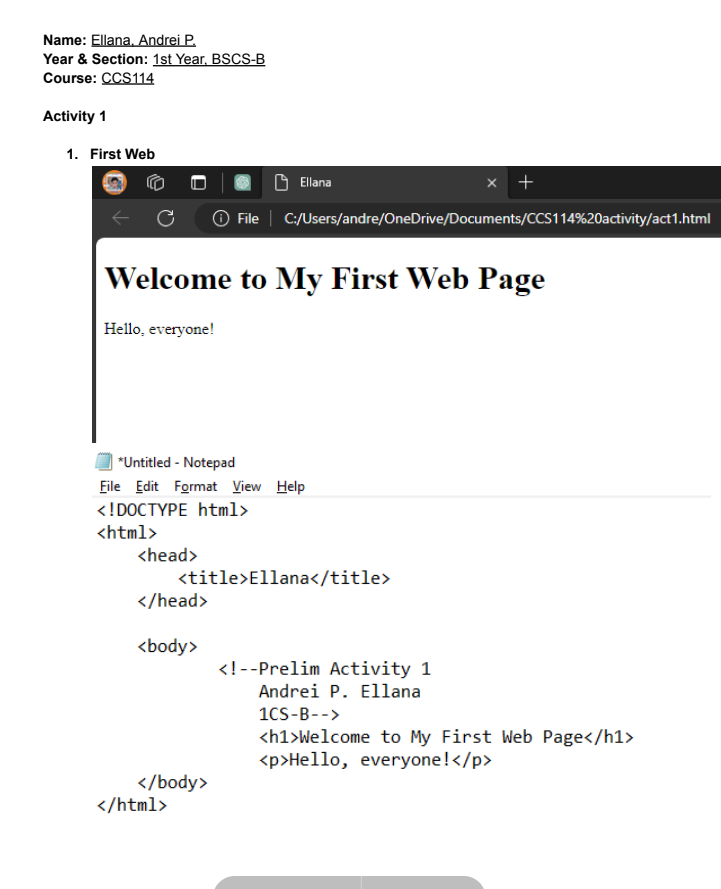 Name: Ellana, Andrei P.
Year & Section: 1st Year, BSCS-B
Course: CCS114
Activity 1
1. First Web
Ellana
File C:/Users/andre/OneDrive/Documents/CCS114%20activity/act1.html
Welcome to My First Web Page
Hello, everyone!
*Untitled - Notepad
File Edit Format View Help
<!DOCTYPE html>
<html>
<head>
<title>Ellana</title>
</head>
<body>
<!--Prelim Activity 1
Andrei P. Ellana
1CS-B-->
<h1>Welcome to My First Web Page</h1>
<p>Hello, everyone!</p>
</body>
</html>